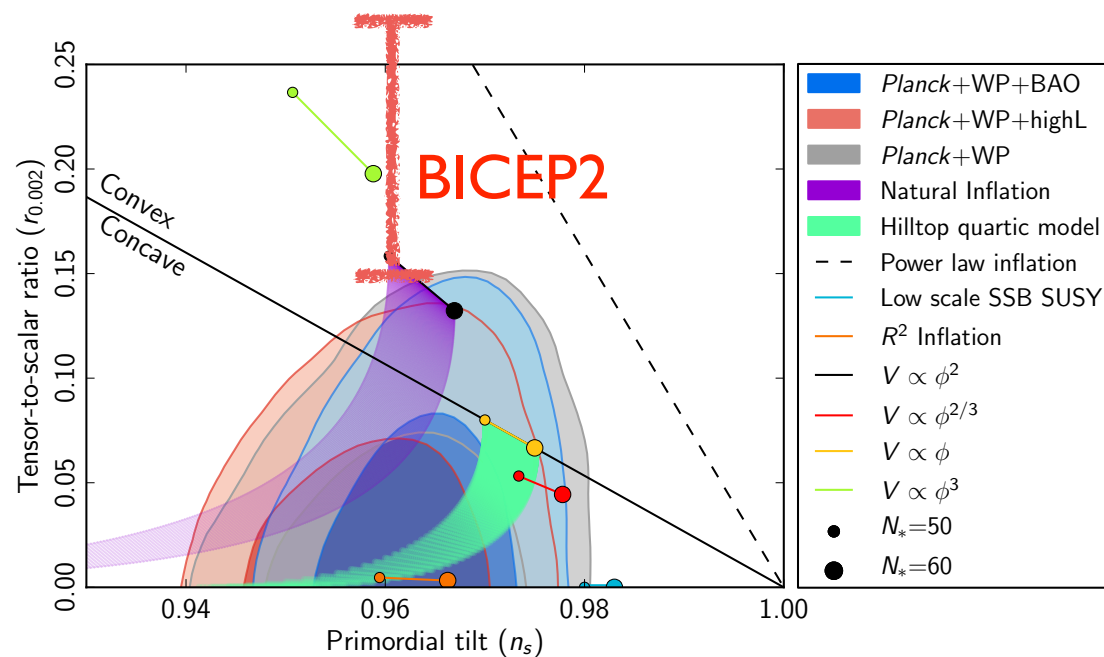 0.25
0.20
0.15
0.10
0.05
0.00
Tensor-to-scalar ratio (r0.002)
Convex
Concave
BICEP2
0.94
0.96
0.98
1.00
Primordial tilt (ns)
Planck+WP+BAO
Planck+WP+highL
Planck+WP
Natural Inflation
Hilltop quartic model
Power law inflation
Low scale SSB SUSY
R² Inflation
V ∝ ϕ²
V ∝ ϕ²/³
V ∝ ϕ
V ∝ ϕ³
N*=50
N*=60